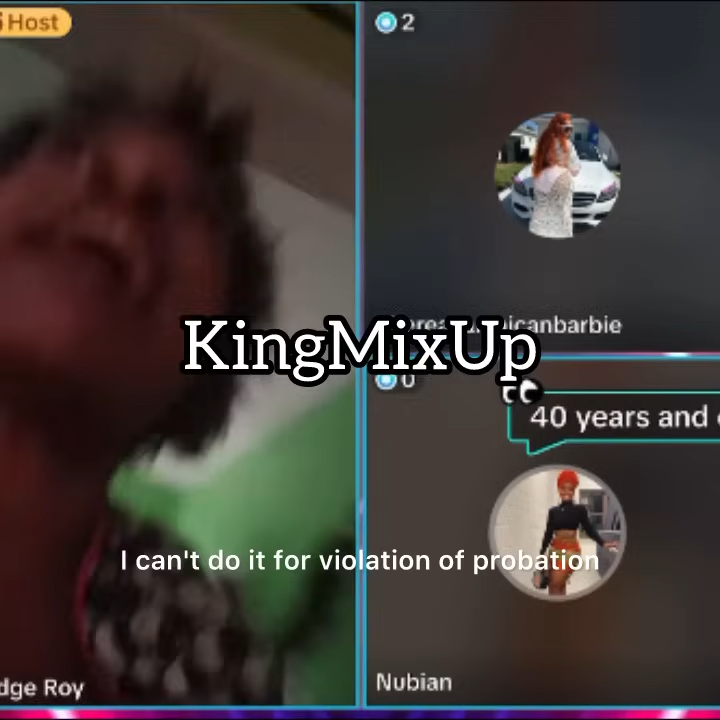 Host
2
KingMixUp
0
40 years and
I can't do it for violation of probation
dge Roy
Nubian